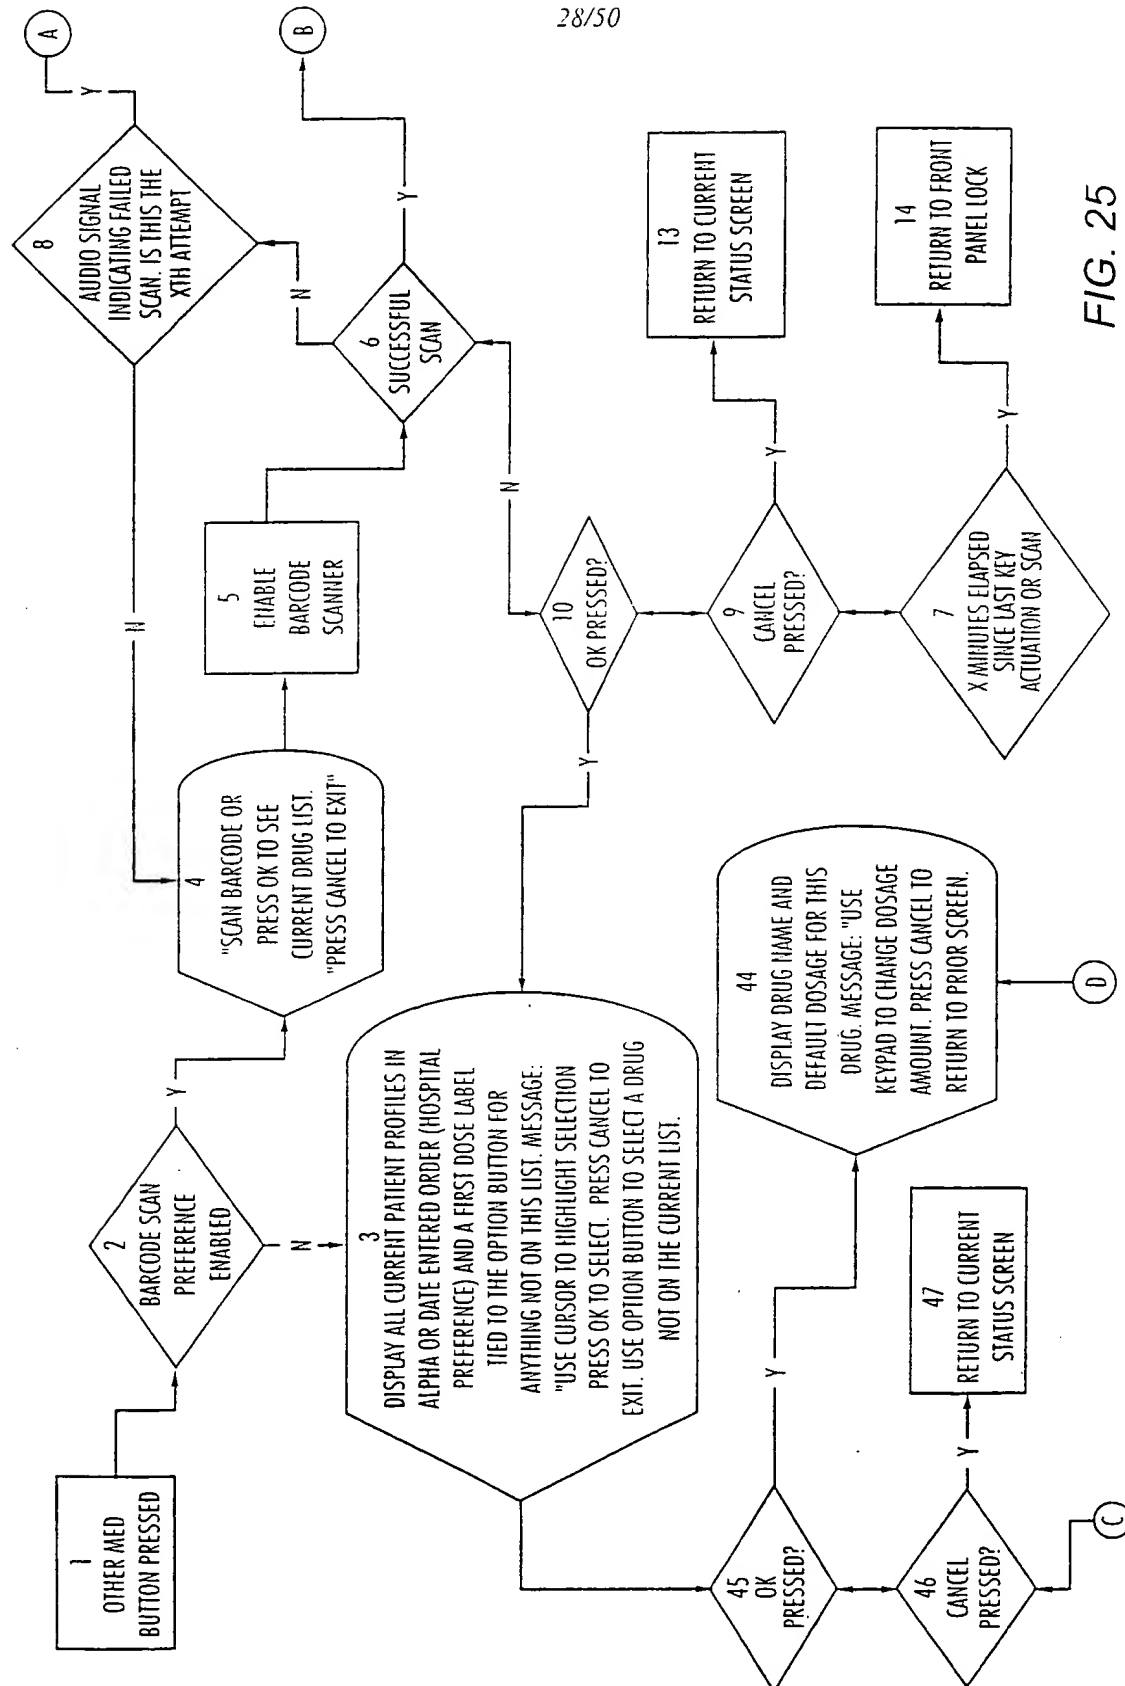 28/50
1
OTHER MED
BUTTON PRESSED
2
BARCODE SCAN
PREFERENCE
ENABLED
Y
N
4
"SCAN BARCODE OR
PRESS OK TO SEE
CURRENT DRUG LIST.
"PRESS CANCEL TO EXIT"
5
ENABLE
BARCODE
SCANNER
N
8
AUDIO SIGNAL
INDICATING FAILED
SCAN. IS THIS THE
XTH ATTEMPT
Y
A
6
SUCCESSFUL
SCAN
N
Y
B
N
3
DISPLAY ALL CURRENT PATIENT PROFILES IN
ALPHA OR DATE ENTERED ORDER (HOSPITAL
PREFERENCE) AND A FIRST DOSE LABEL
TIED TO THE OPTION BUTTON FOR
ANYTHING NOT ON THIS LIST. MESSAGE:
"USE CURSOR TO HIGHLIGHT SELECTION
PRESS OK TO SELECT. PRESS CANCEL TO
EXIT. USE OPTION BUTTON TO SELECT A DRUG
NOT ON THE CURRENT LIST.
Y
10
OK PRESSED?
9
CANCEL
PRESSED?
Y
13
RETURN TO CURRENT
STATUS SCREEN
7
X MINUTES ELAPSED
SINCE LAST KEY
ACTUATION OR SCAN
Y
14
RETURN TO FRONT
PANEL LOCK
45
OK
PRESSED?
Y
44
DISPLAY DRUG NAME AND
DEFAULT DOSAGE FOR THIS
DRUG. MESSAGE: "USE
KEYPAD TO CHANGE DOSAGE
AMOUNT. PRESS CANCEL TO
RETURN TO PRIOR SCREEN.
46
CANCEL
PRESSED?
Y
47
RETURN TO CURRENT
STATUS SCREEN
C
D
FIG. 25